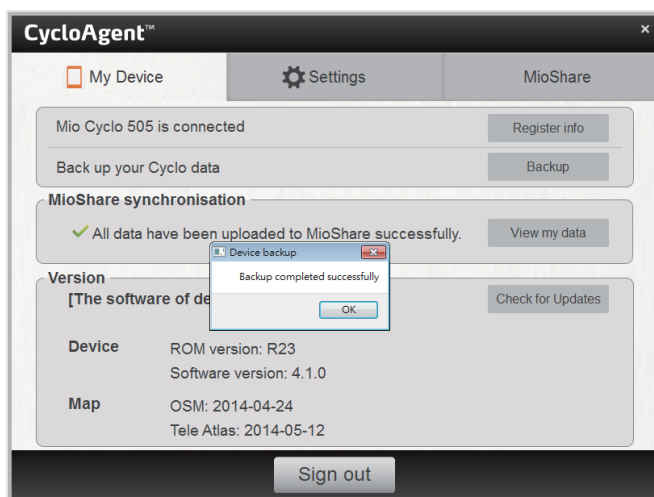 CycloAgent™
×
My Device
Settings
MioShare
Mio Cyclo 505 is connected
Register info
Back up your Cyclo data
Backup
MioShare synchronisation
All data have been uploaded to MioShare successfully.
View my data
Device backup
Backup completed successfully
OK
Version
[The software of de
Check for Updates
Device
ROM version: R23
Software version: 4.1.0
Map
OSM: 2014-04-24
Tele Atlas: 2014-05-12
Sign out